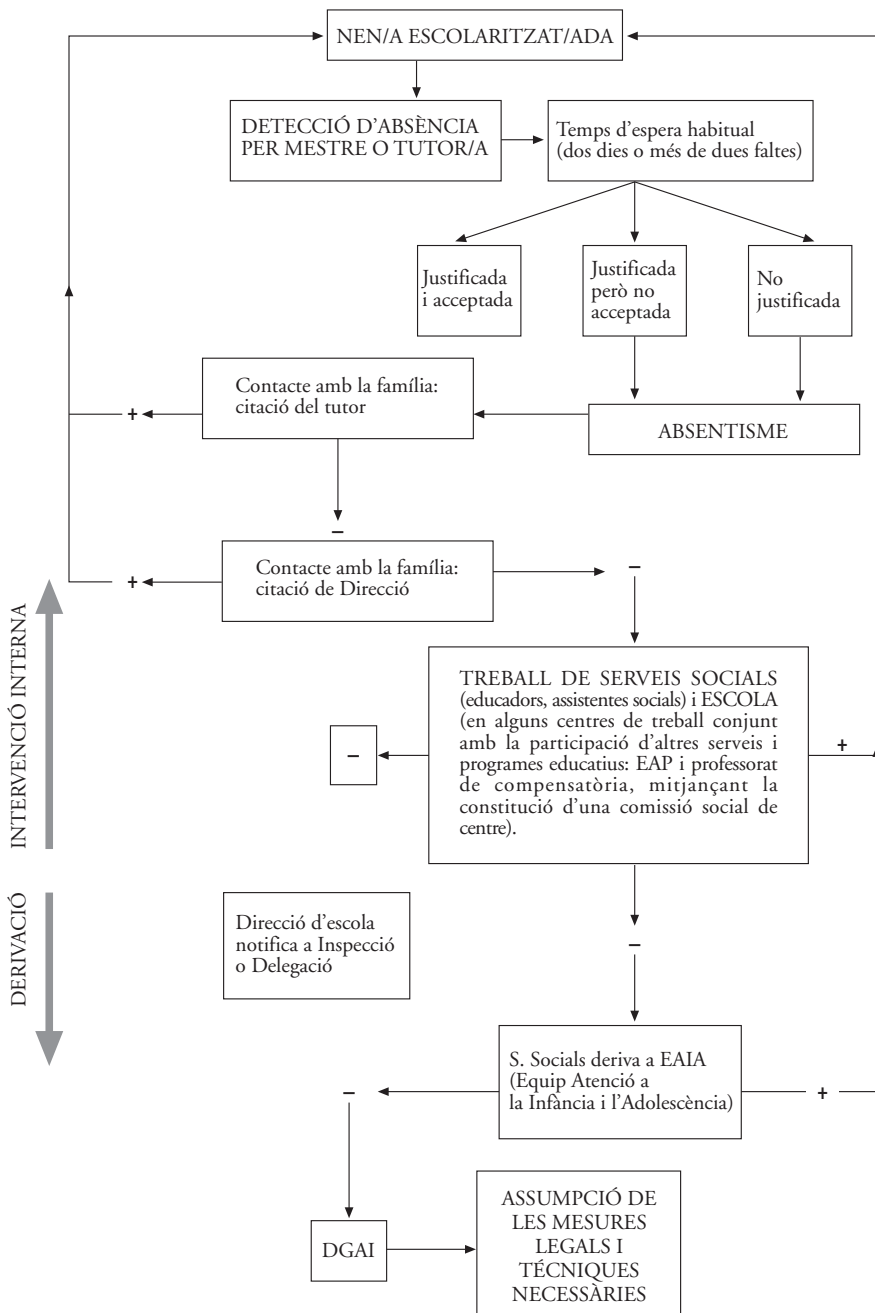 NEN/A ESCOLARITZAT/ADA
DETECCIÓ D'ABSÈNCIA
PER MESTRE O TUTOR/A
Temps d'espera habitual
(dos dies o més de dues faltes)
Justificada
i acceptada
Justificada
però no
acceptada
No
justificada
Contacte amb la família:
citació del tutor
+
ABSENTISME
–
Contacte amb la família:
citació de Direcció
+
–
INTERVENCIÓ INTERNA
TREBALL DE SERVEIS SOCIALS
(educadors, assistentes socials) i ESCOLA
(en alguns centres de treball conjunt
amb la participació d'altres serveis i
programes educatius: EAP i professorat
de compensatòria, mitjançant la
constitució d'una comissió social de
centre).
–
+
DERIVACIÓ
Direcció d'escola
notifica a Inspecció
o Delegació
–
S. Socials deriva a EAIA
(Equip Atenció a
la Infància i l'Adolescència)
–
+
DGAI
ASSUMPCIÓ DE
LES MESURES
LEGALS I
TÉCNIQUES
NECESSÀRIES